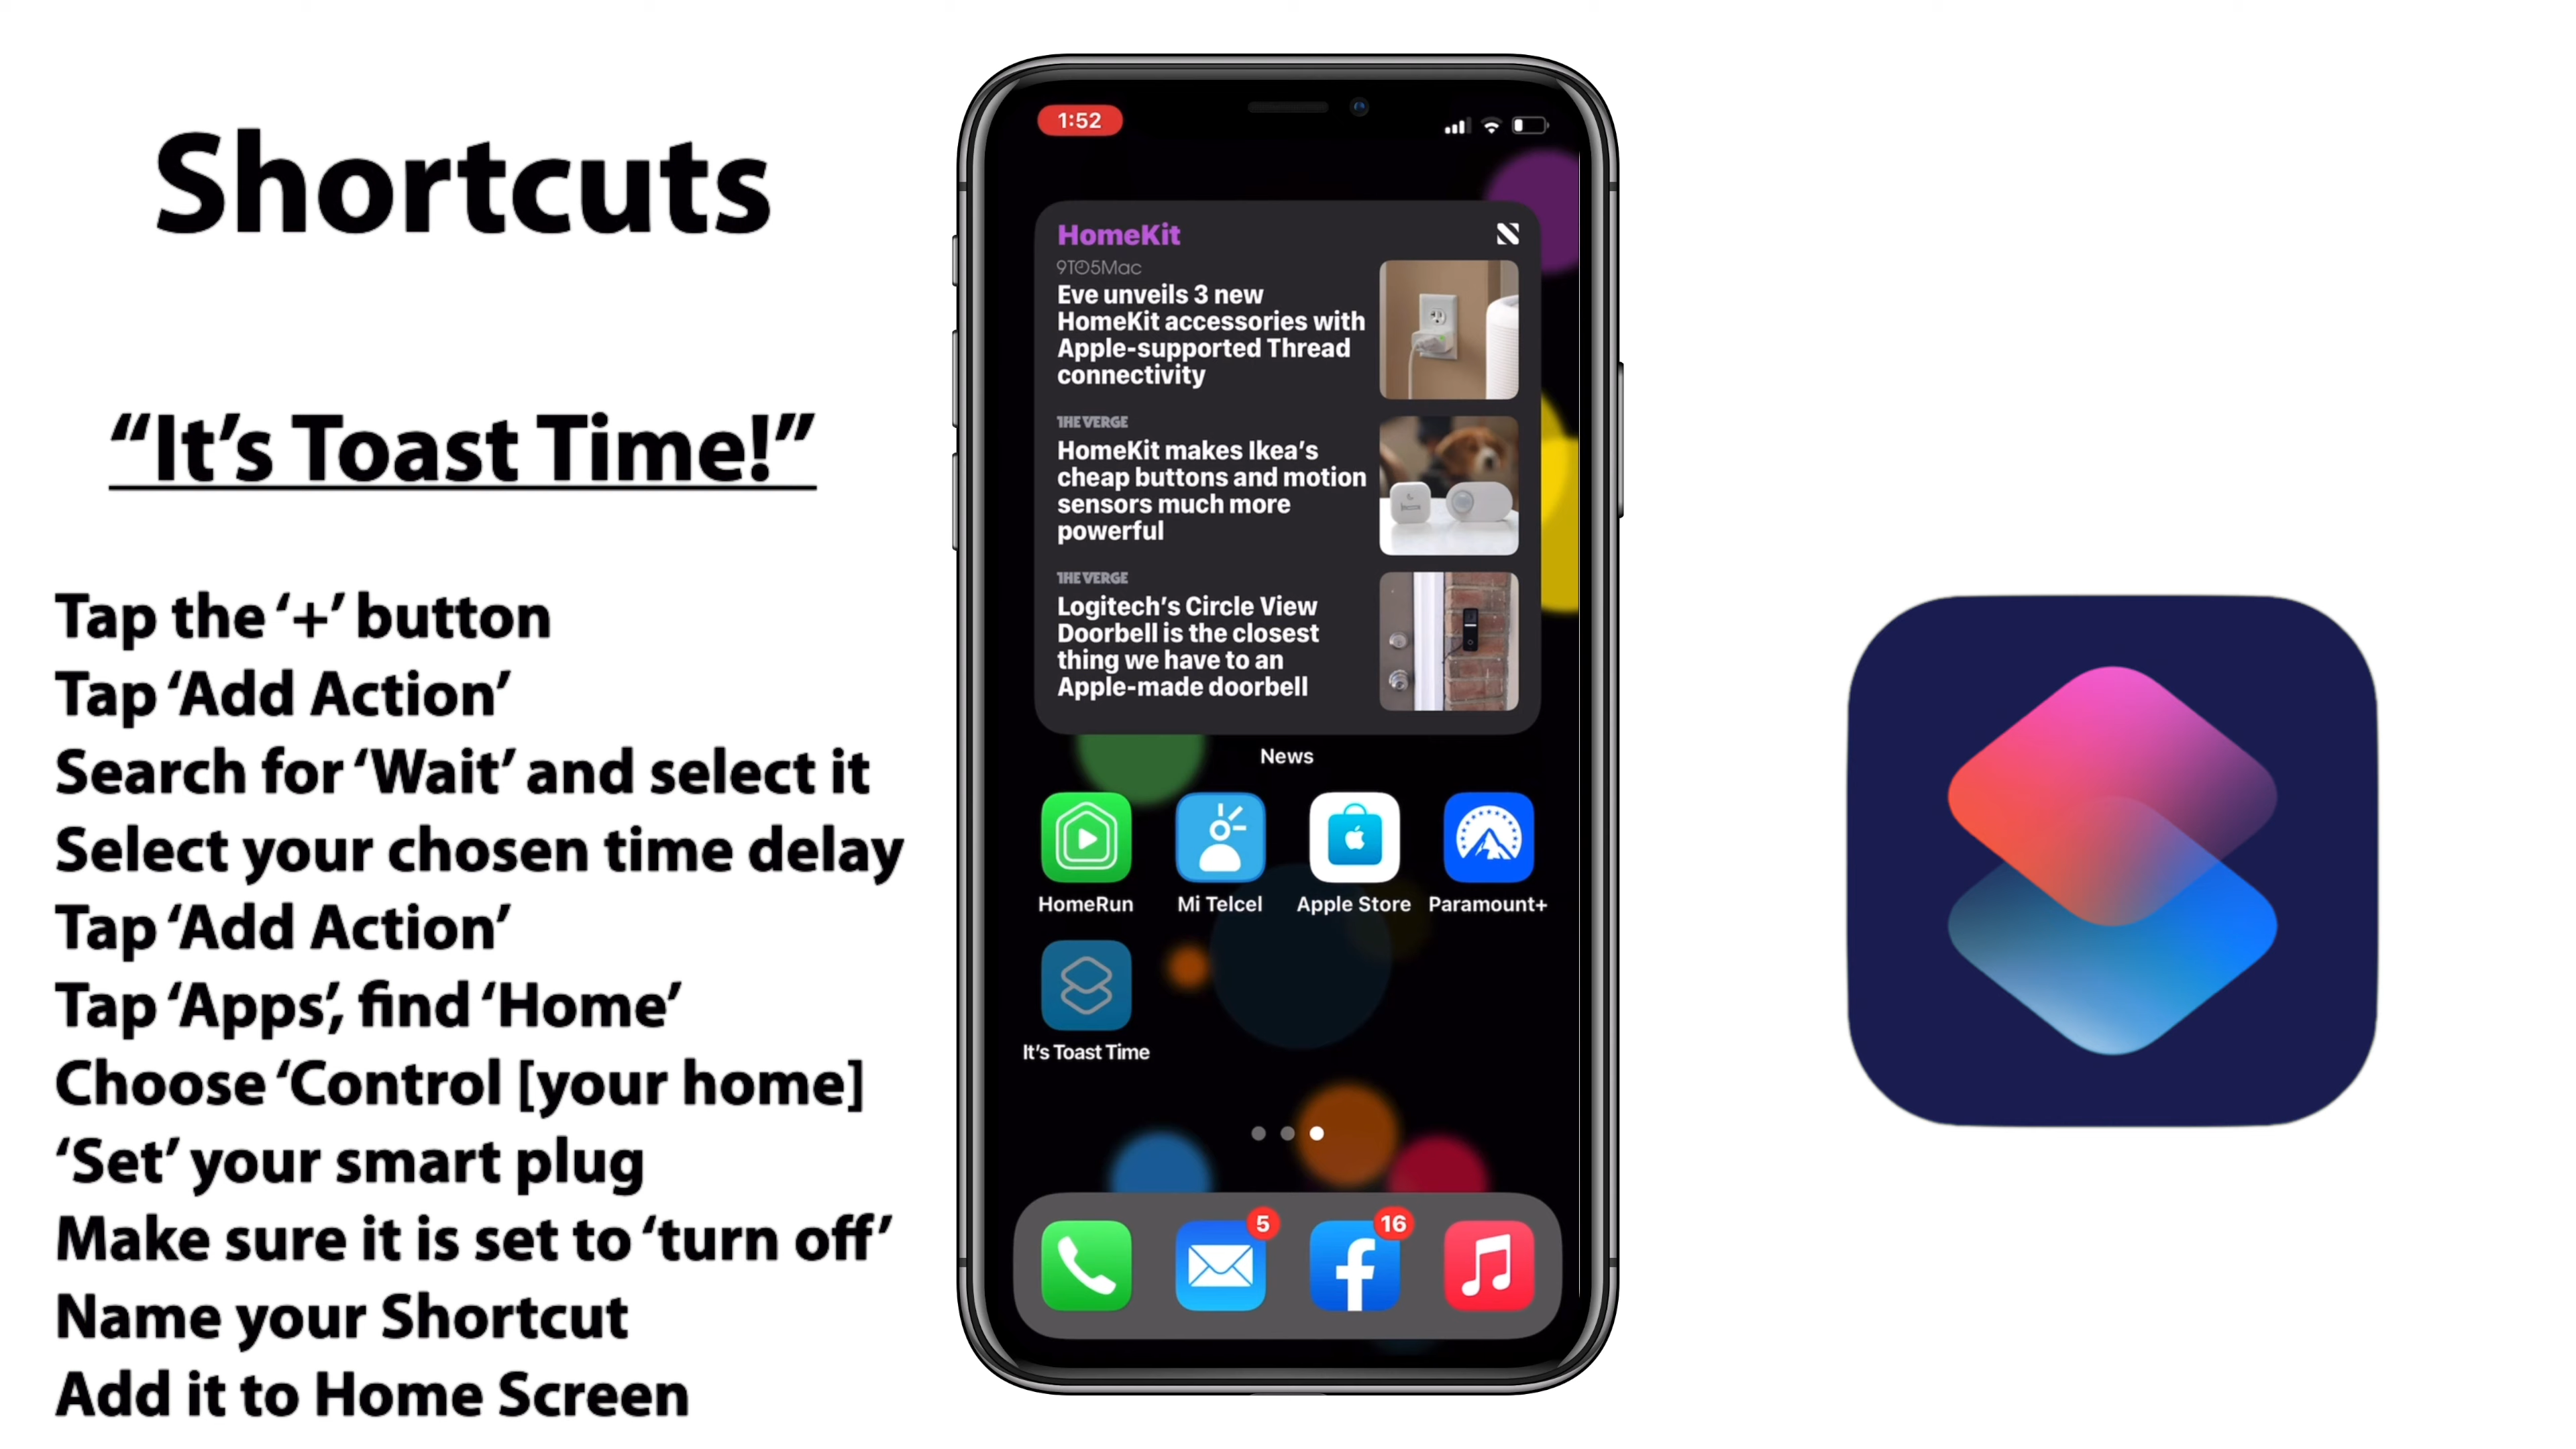 Shortcuts
“It’s Toast Time!”
Tap the ‘+’ button
Tap ‘Add Action’
Search for ‘Wait’ and select it
Select your chosen time delay
Tap ‘Add Action’
Tap ‘Apps’, find ‘Home’
Choose ‘Control [your home]
‘Set’ your smart plug
Make sure it is set to ‘turn off’
Name your Shortcut
Add it to Home Screen
1:52
HomeKit
9TO5Mac
Eve unveils 3 new
HomeKit accessories with
Apple-supported Thread
connectivity
THE VERGE
HomeKit makes Ikea’s
cheap buttons and motion
sensors much more
powerful
THE VERGE
Logitech’s Circle View
Doorbell is the closest
thing we have to an
Apple-made doorbell
News
HomeRun
Mi Telcel
Apple Store
Paramount+
It’s Toast Time
5
16